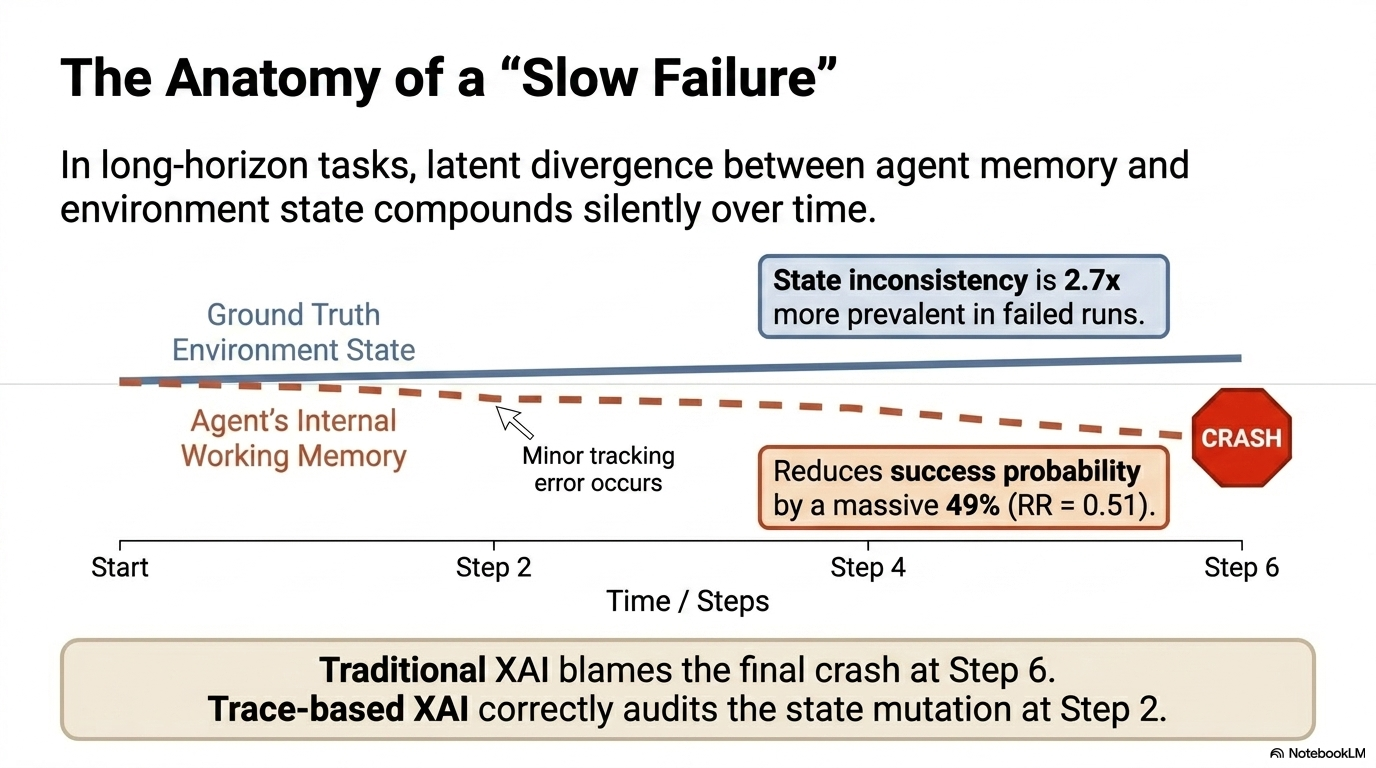 The Anatomy of a “Slow Failure”
In long-horizon tasks, latent divergence between agent memory and
environment state compounds silently over time.
State inconsistency is 2.7x
more prevalent in failed runs.
Ground Truth
Environment State
Agent’s Internal
Working Memory
Minor tracking
error occurs
CRASH
Reduces success probability
by a massive 49% (RR = 0.51).
Start
Step 2
Step 4
Step 6
Time / Steps
Traditional XAI blames the final crash at Step 6.
Trace-based XAI correctly audits the state mutation at Step 2.
NotebookLM